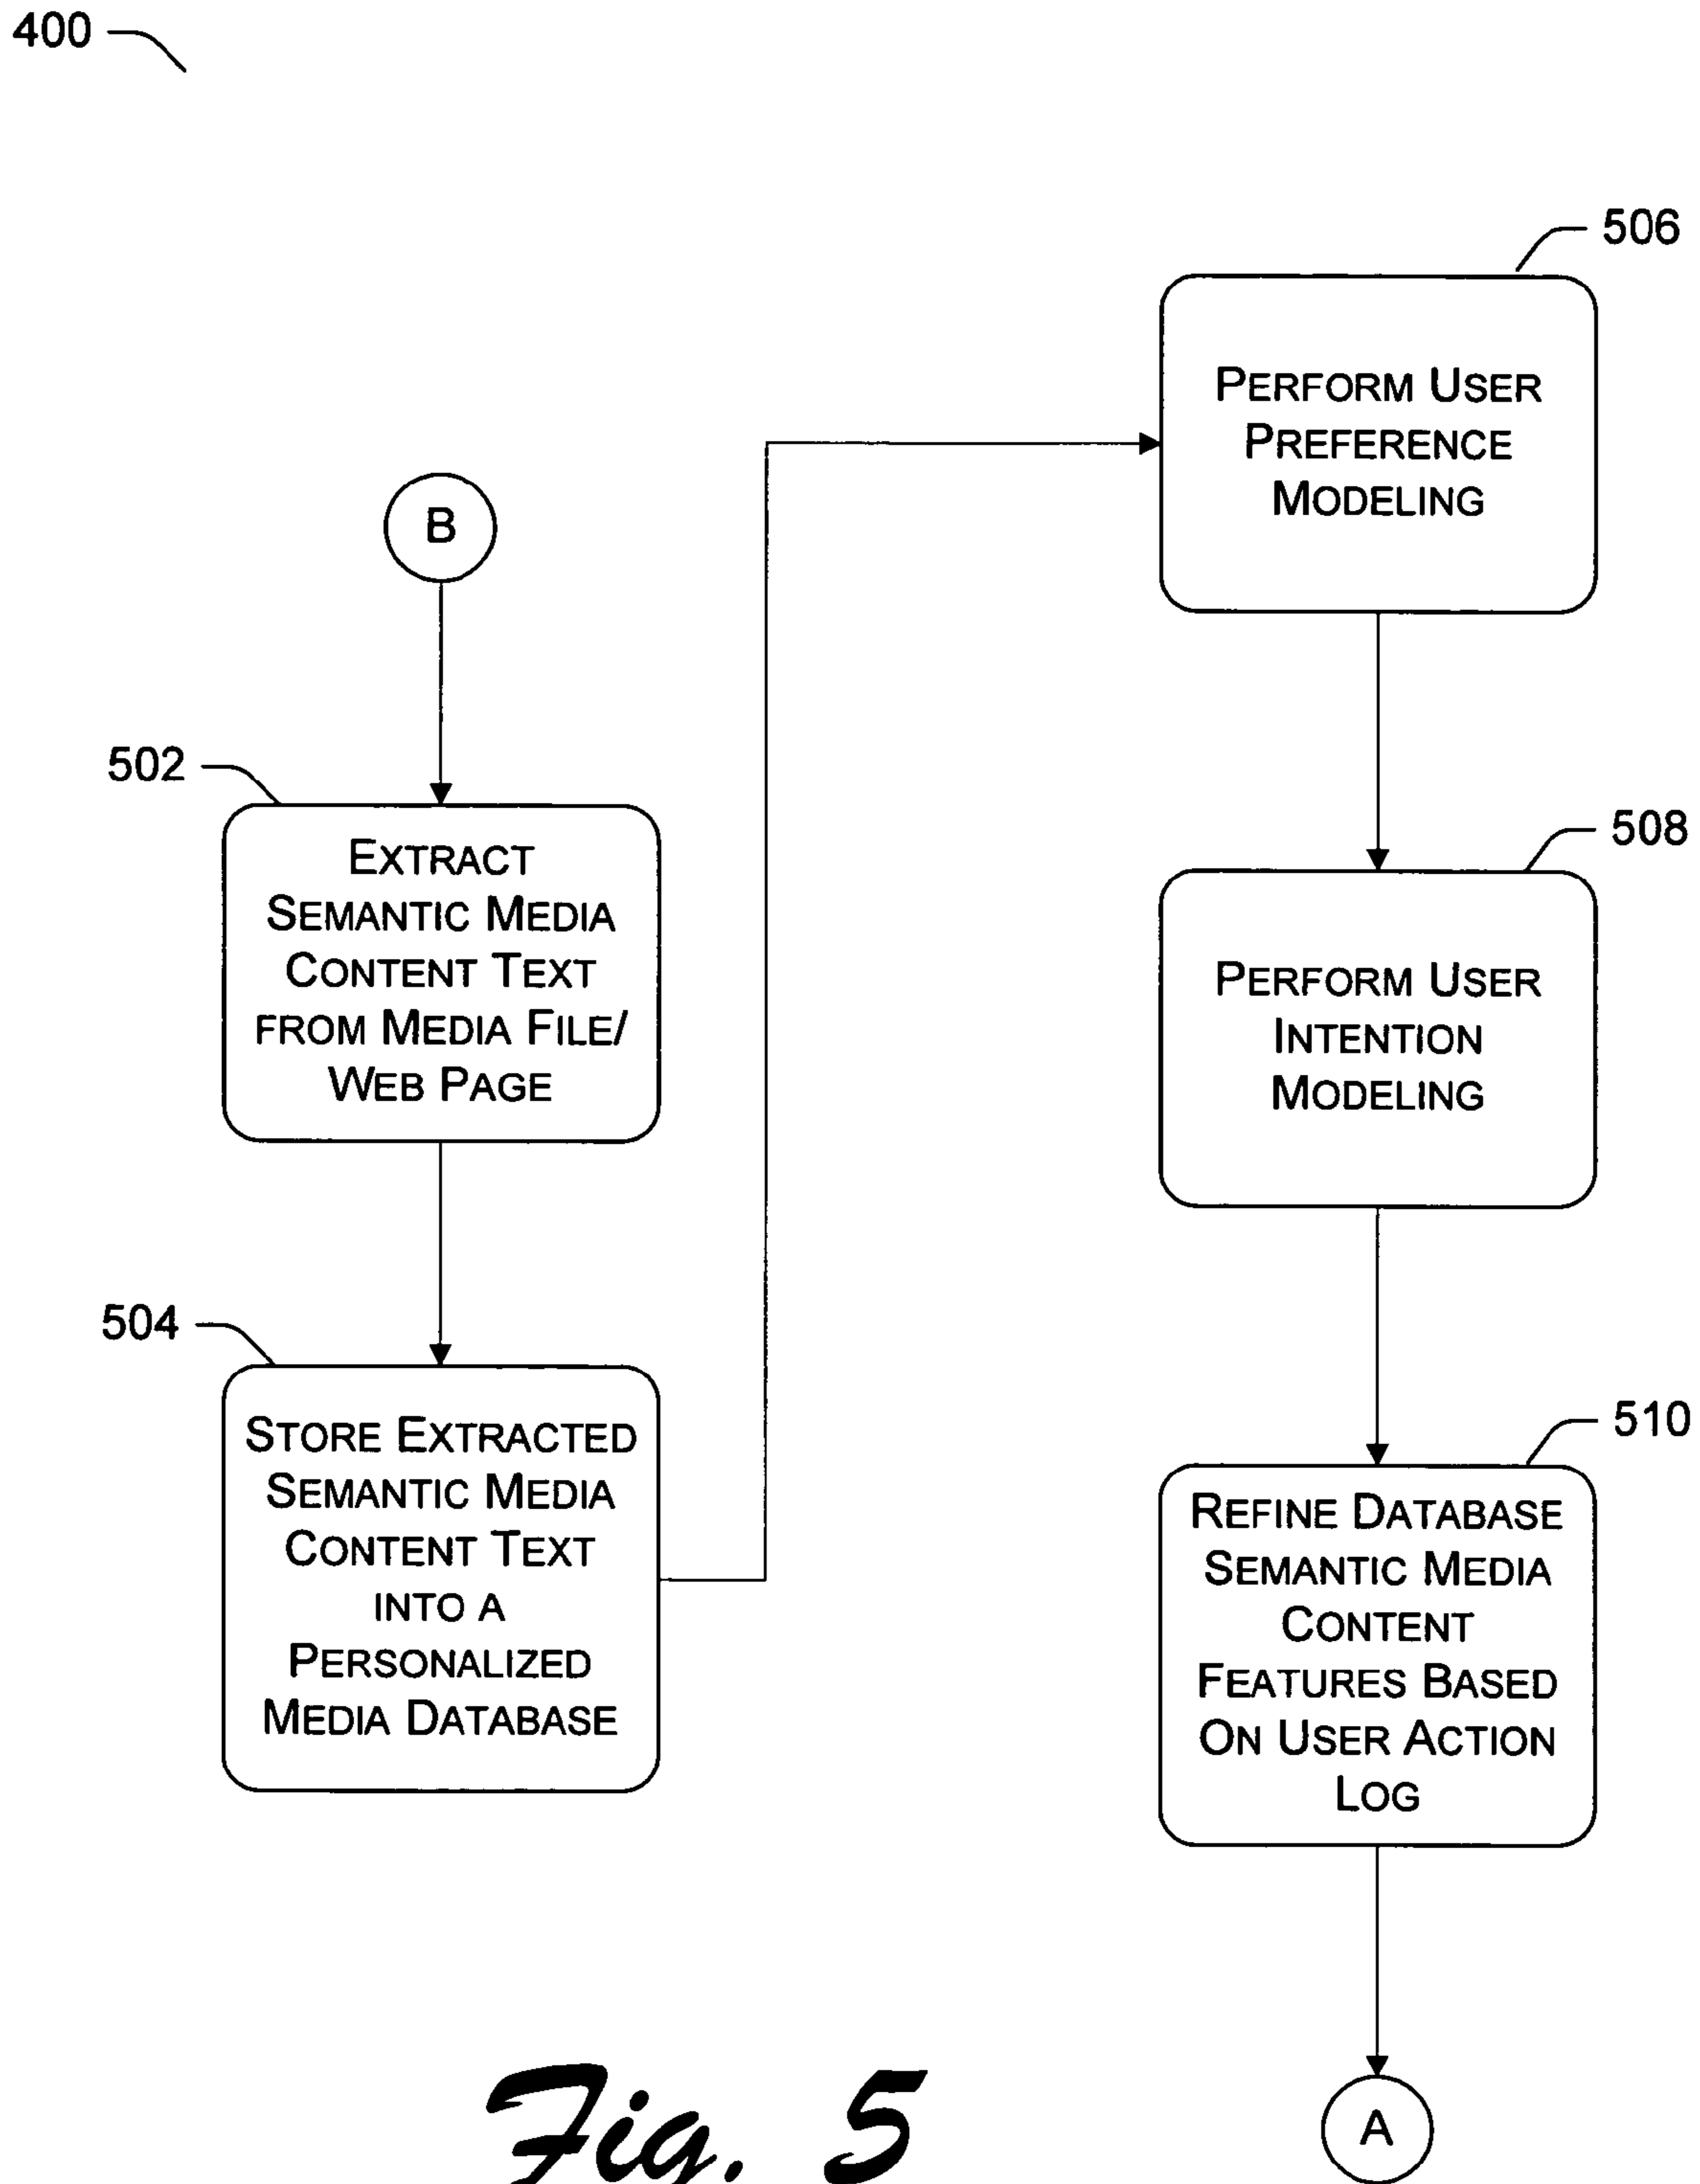 400
B
502
EXTRACT
SEMANTIC MEDIA
CONTENT TEXT
FROM MEDIA FILE/
WEB PAGE
504
STORE EXTRACTED
SEMANTIC MEDIA
CONTENT TEXT
INTO A
PERSONALIZED
MEDIA DATABASE
506
PERFORM USER
PREFERENCE
MODELING
508
PERFORM USER
INTENTION
MODELING
510
REFINE DATABASE
SEMANTIC MEDIA
CONTENT
FEATURES BASED
ON USER ACTION
LOG
A
Fig. 5